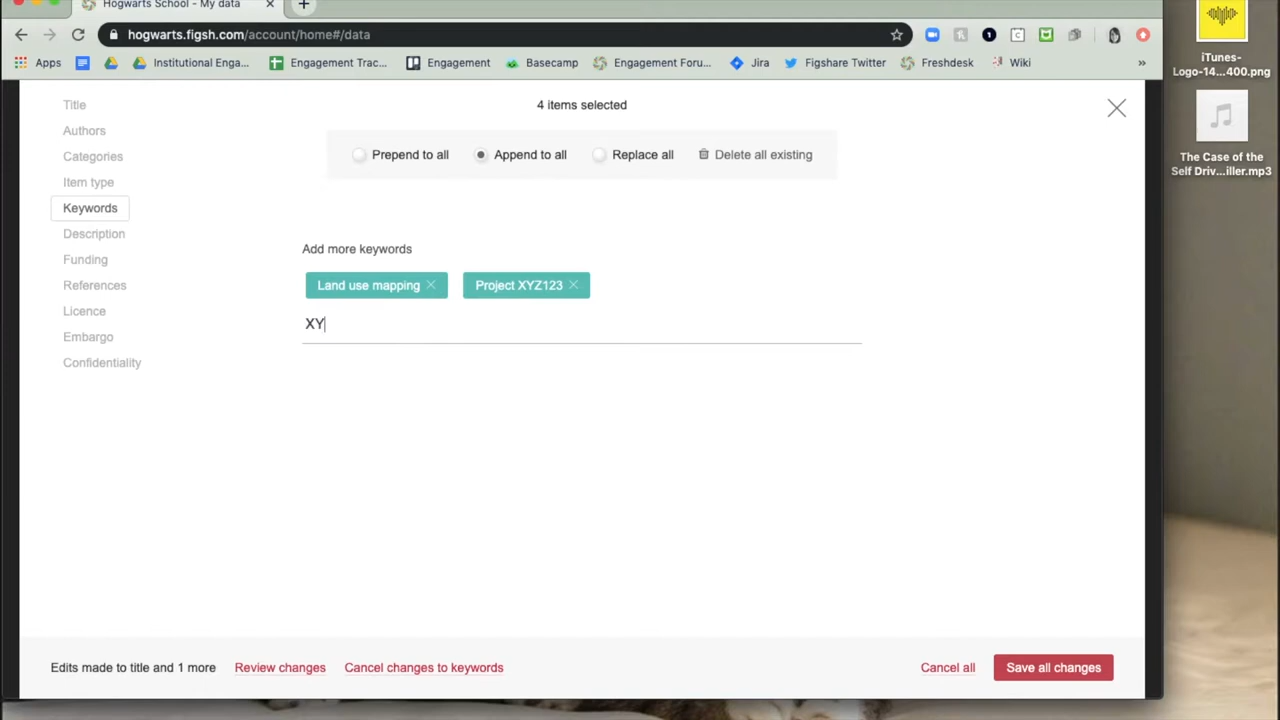 Hogwarts School - My data
hogwarts.figsh.com/account/home#/data
Apps
Institutional Enga...
Engagement Trac...
Engagement
Basecamp
Engagement Foru...
Jira
Figshare Twitter
Freshdesk
Wiki
»
iTunes-
Logo-14...400.png
The Case of the
Self Driv...iller.mp3
4 items selected
Prepend to all
Append to all
Replace all
Delete all existing
Title
Authors
Categories
Item type
Keywords
Description
Funding
References
Licence
Embargo
Confidentiality
Add more keywords
Land use mapping
Project XYZ123
XY
Edits made to title and 1 more
Review changes
Cancel changes to keywords
Cancel all
Save all changes